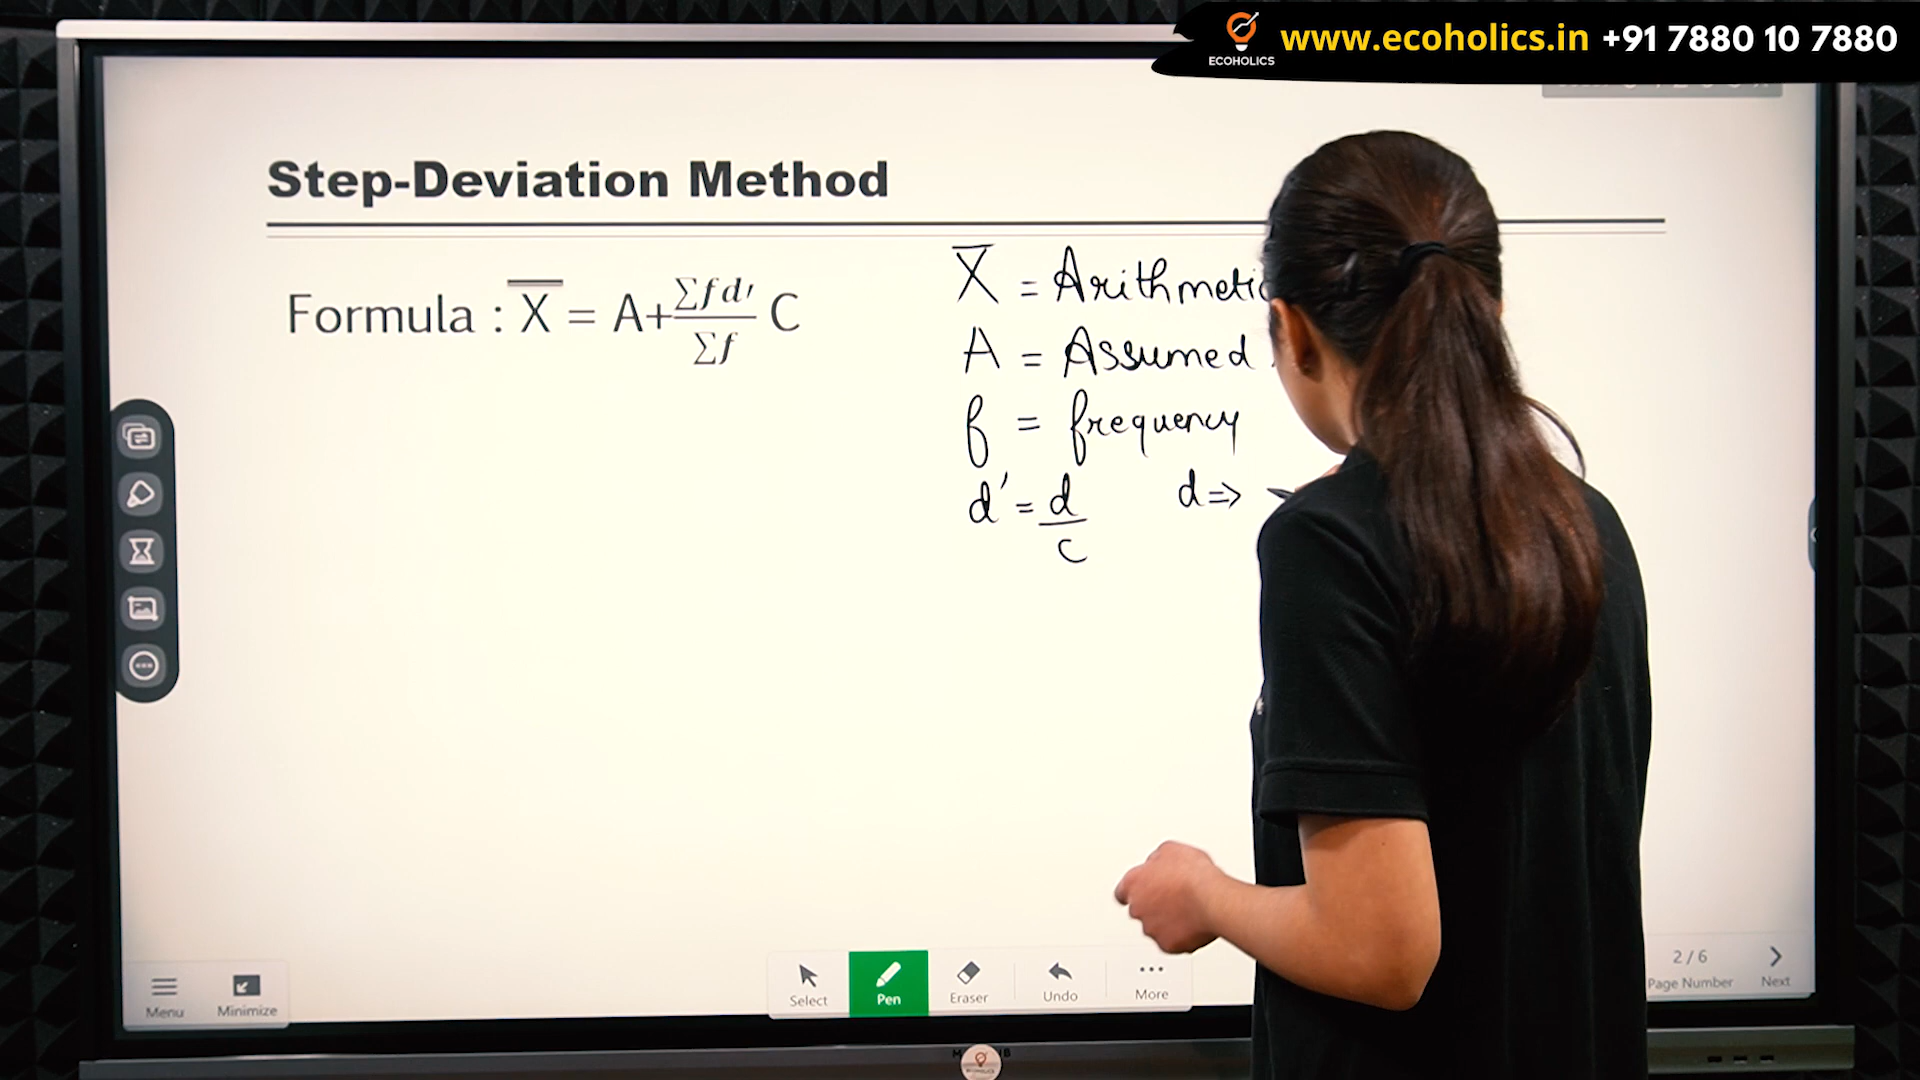 ECOHOLICS
www.ecoholics.in +91 7880 10 7880
Step-Deviation Method
Formula : X̅ = A+ Σfd′/Σf C
X̅ = Arithmetic
A = Assumed
f = frequency
d′ = d/c d⇒
Menu
Minimize
Select
Pen
Eraser
Undo
More
2 / 6
Page Number
Next